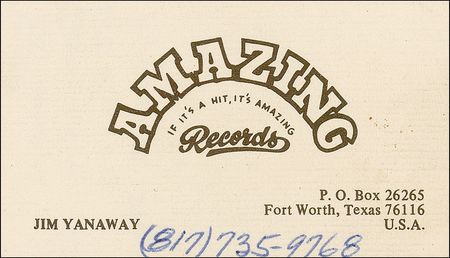 AMAZING
IF IT'S A HIT, IT'S AMAZING
Records
P. O. Box 26265
Fort Worth, Texas 76116
JIM YANAWAY U.S.A.
(817) 735-9768